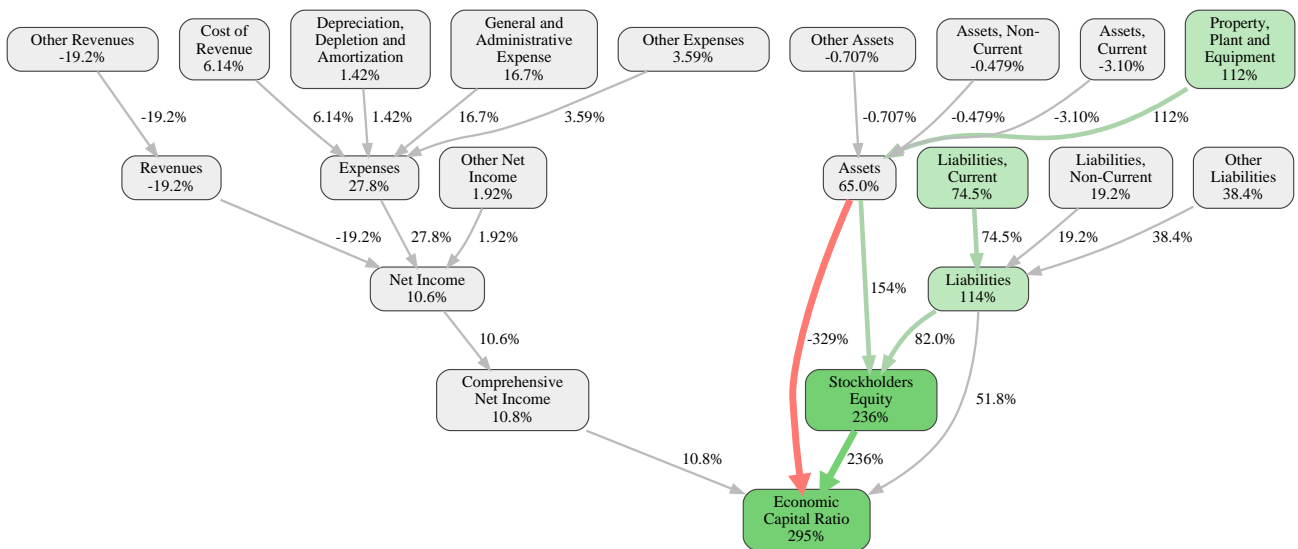 Other Revenues
-19.2%
Cost of
Revenue
6.14%
Depreciation,
Depletion and
Amortization
1.42%
General and
Administrative
Expense
16.7%
Other Expenses
3.59%
Other Assets
-0.707%
Assets, Non-
Current
-0.479%
Assets,
Current
-3.10%
Property,
Plant and
Equipment
112%
-19.2%
6.14%
1.42%
16.7%
3.59%
-0.707%
-0.479%
-3.10%
112%
Revenues
-19.2%
Expenses
27.8%
Other Net
Income
1.92%
Assets
65.0%
Liabilities,
Current
74.5%
Liabilities,
Non-Current
19.2%
Other
Liabilities
38.4%
-19.2%
27.8%
1.92%
74.5%
19.2%
38.4%
Net Income
10.6%
154%
Liabilities
114%
10.6%
-329%
82.0%
Comprehensive
Net Income
10.8%
Stockholders
Equity
236%
51.8%
10.8%
236%
Economic
Capital Ratio
295%